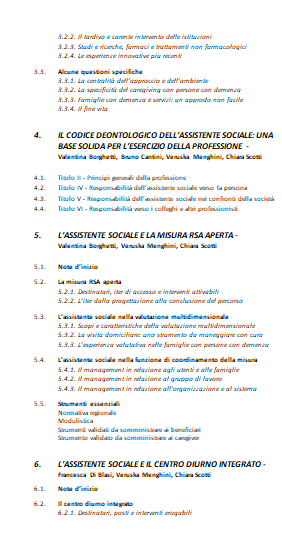 3.2.2. Il tardivo e carente intervento delle istituzioni
3.2.3. Studi e ricerche, farmaci e trattamenti non farmacologici
3.2.4. Le esperienze innovative più recenti
3.3. Alcune questioni specifiche
3.3.1. La centralità dell'approccio e dell'ambiente
3.3.2. La specificità del caregiving con persone con demenza
3.3.3. Famiglie con demenza e servizi: un approdo non facile
3.3.4. Il fine vita
4. IL CODICE DEONTOLOGICO DELL'ASSISTENTE SOCIALE: UNA
BASE SOLIDA PER L'ESERCIZIO DELLA PROFESSIONE -
Valentina Borghetti, Bruno Cantini, Veruska Menghini, Chiara Scotti
4.1. Titolo II - Principi generali della professione
4.2. Titolo IV - Responsabilità dell'assistente sociale verso la persona
4.3. Titolo V - Responsabilità dell'assistente sociale nei confronti della società
4.4. Titolo VI - Responsabilità verso i colleghi e altri professionisti
5. L'ASSISTENTE SOCIALE E LA MISURA RSA APERTA -
Valentina Borghetti, Veruska Menghini, Chiara Scotti
5.1. Note d'inizio
5.2. La misura RSA aperta
5.2.1. Destinatari, iter di accesso e interventi attivabili
5.2.2. L'iter dalla progettazione alla conclusione del percorso
5.3. L'assistente sociale nella valutazione multidimensionale
5.3.1. Scopi e caratteristiche della valutazione multidimensionale
5.3.2. La visita domiciliare: uno strumento da maneggiare con cura
5.3.3. L'esperienza valutativa nelle famiglie con persone con demenza
5.4. L'assistente sociale nella funzione di coordinamento della misura
5.4.1. Il management in relazione agli utenti e alle famiglie
5.4.2. Il management in relazione al gruppo di lavoro
5.4.3. Il management in relazione all'organizzazione e al sistema
5.5. Strumenti essenziali
Normativa regionale
Modulistica
Strumenti validati da somministrare ai beneficiari
Strumento validato da somministrare ai caregiver
6. L'ASSISTENTE SOCIALE E IL CENTRO DIURNO INTEGRATO -
Francesca Di Blasi, Veruska Menghini, Chiara Scotti
6.1. Note d'inizio
6.2. Il centro diurno integrato
6.2.1. Destinatari, posti e interventi erogabili